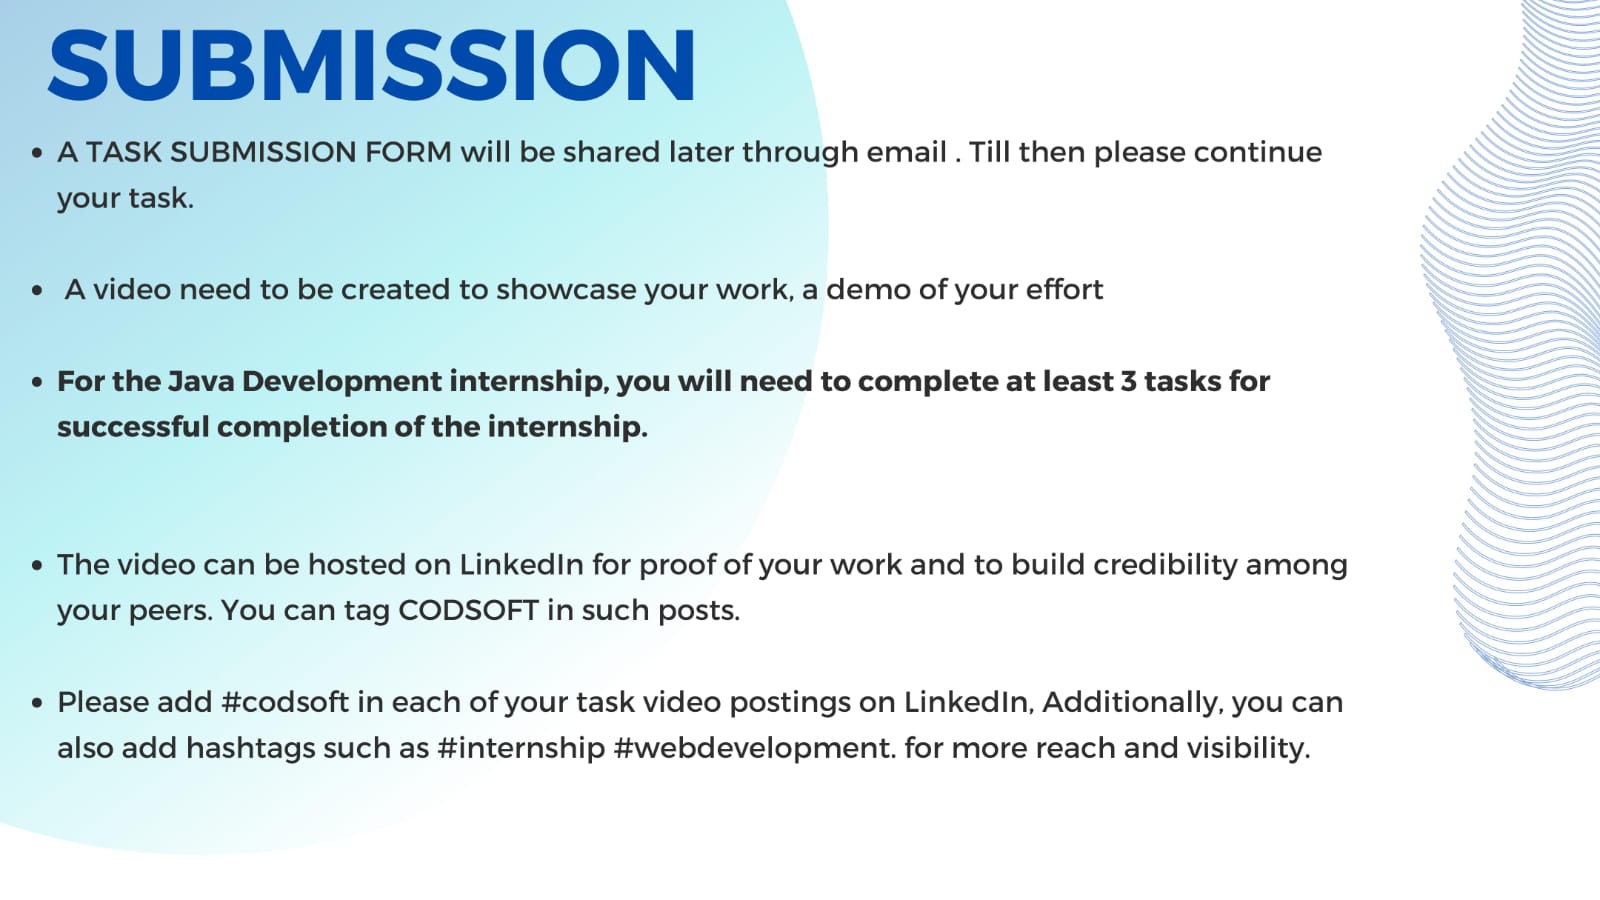 SUBMISSION
• A TASK SUBMISSION FORM will be shared later through email . Till then please continue
your task.
• A video need to be created to showcase your work, a demo of your effort
• For the Java Development internship, you will need to complete at least 3 tasks for
successful completion of the internship.
• The video can be hosted on LinkedIn for proof of your work and to build credibility among
your peers. You can tag CODSOFT in such posts.
• Please add #codsoft in each of your task video postings on LinkedIn, Additionally, you can
also add hashtags such as #internship #webdevelopment. for more reach and visibility.